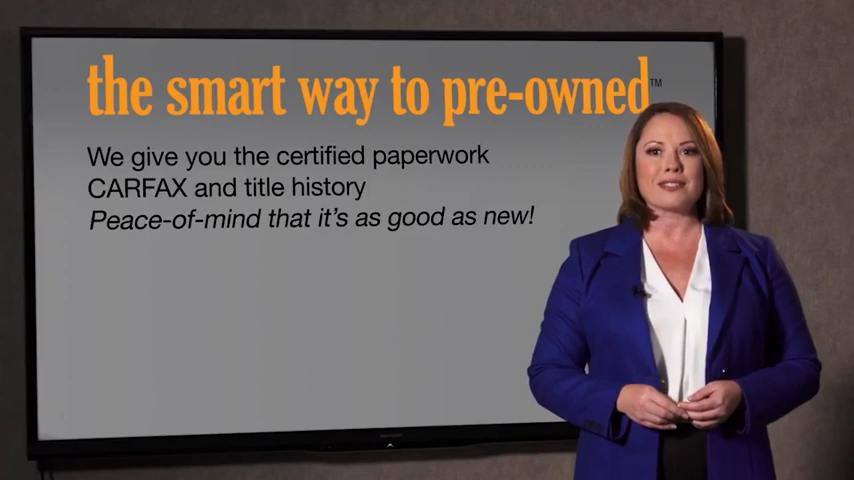 the smart way to pre-owned™
We give you the certified paperwork
CARFAX and title history
Peace-of-mind that it's as good as new!